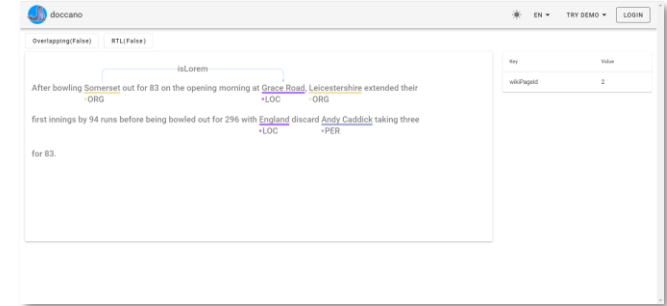 doccano
EN
TRY DEMO
LOGIN
Overlapping(False)
RTL(False)
isLorem
After bowling Somerset out for 83 on the opening morning at Grace Road, Leicestershire extended their
•ORG
•LOC
•ORG
first innings by 94 runs before being bowled out for 296 with England discard Andy Caddick taking three
•LOC
•PER
for 83.
Key
Value
wikiPageId
2